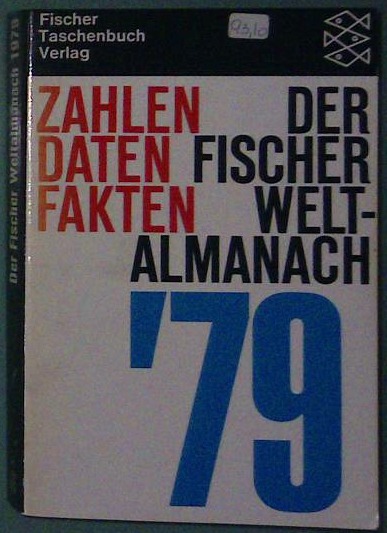 Fischer
Taschenbuch
Verlag
93,10
ZAHLEN DER
DATEN FISCHER
FAKTEN WELT-
ALMANACH
'79
Der Fischer Weltalmanach 1979